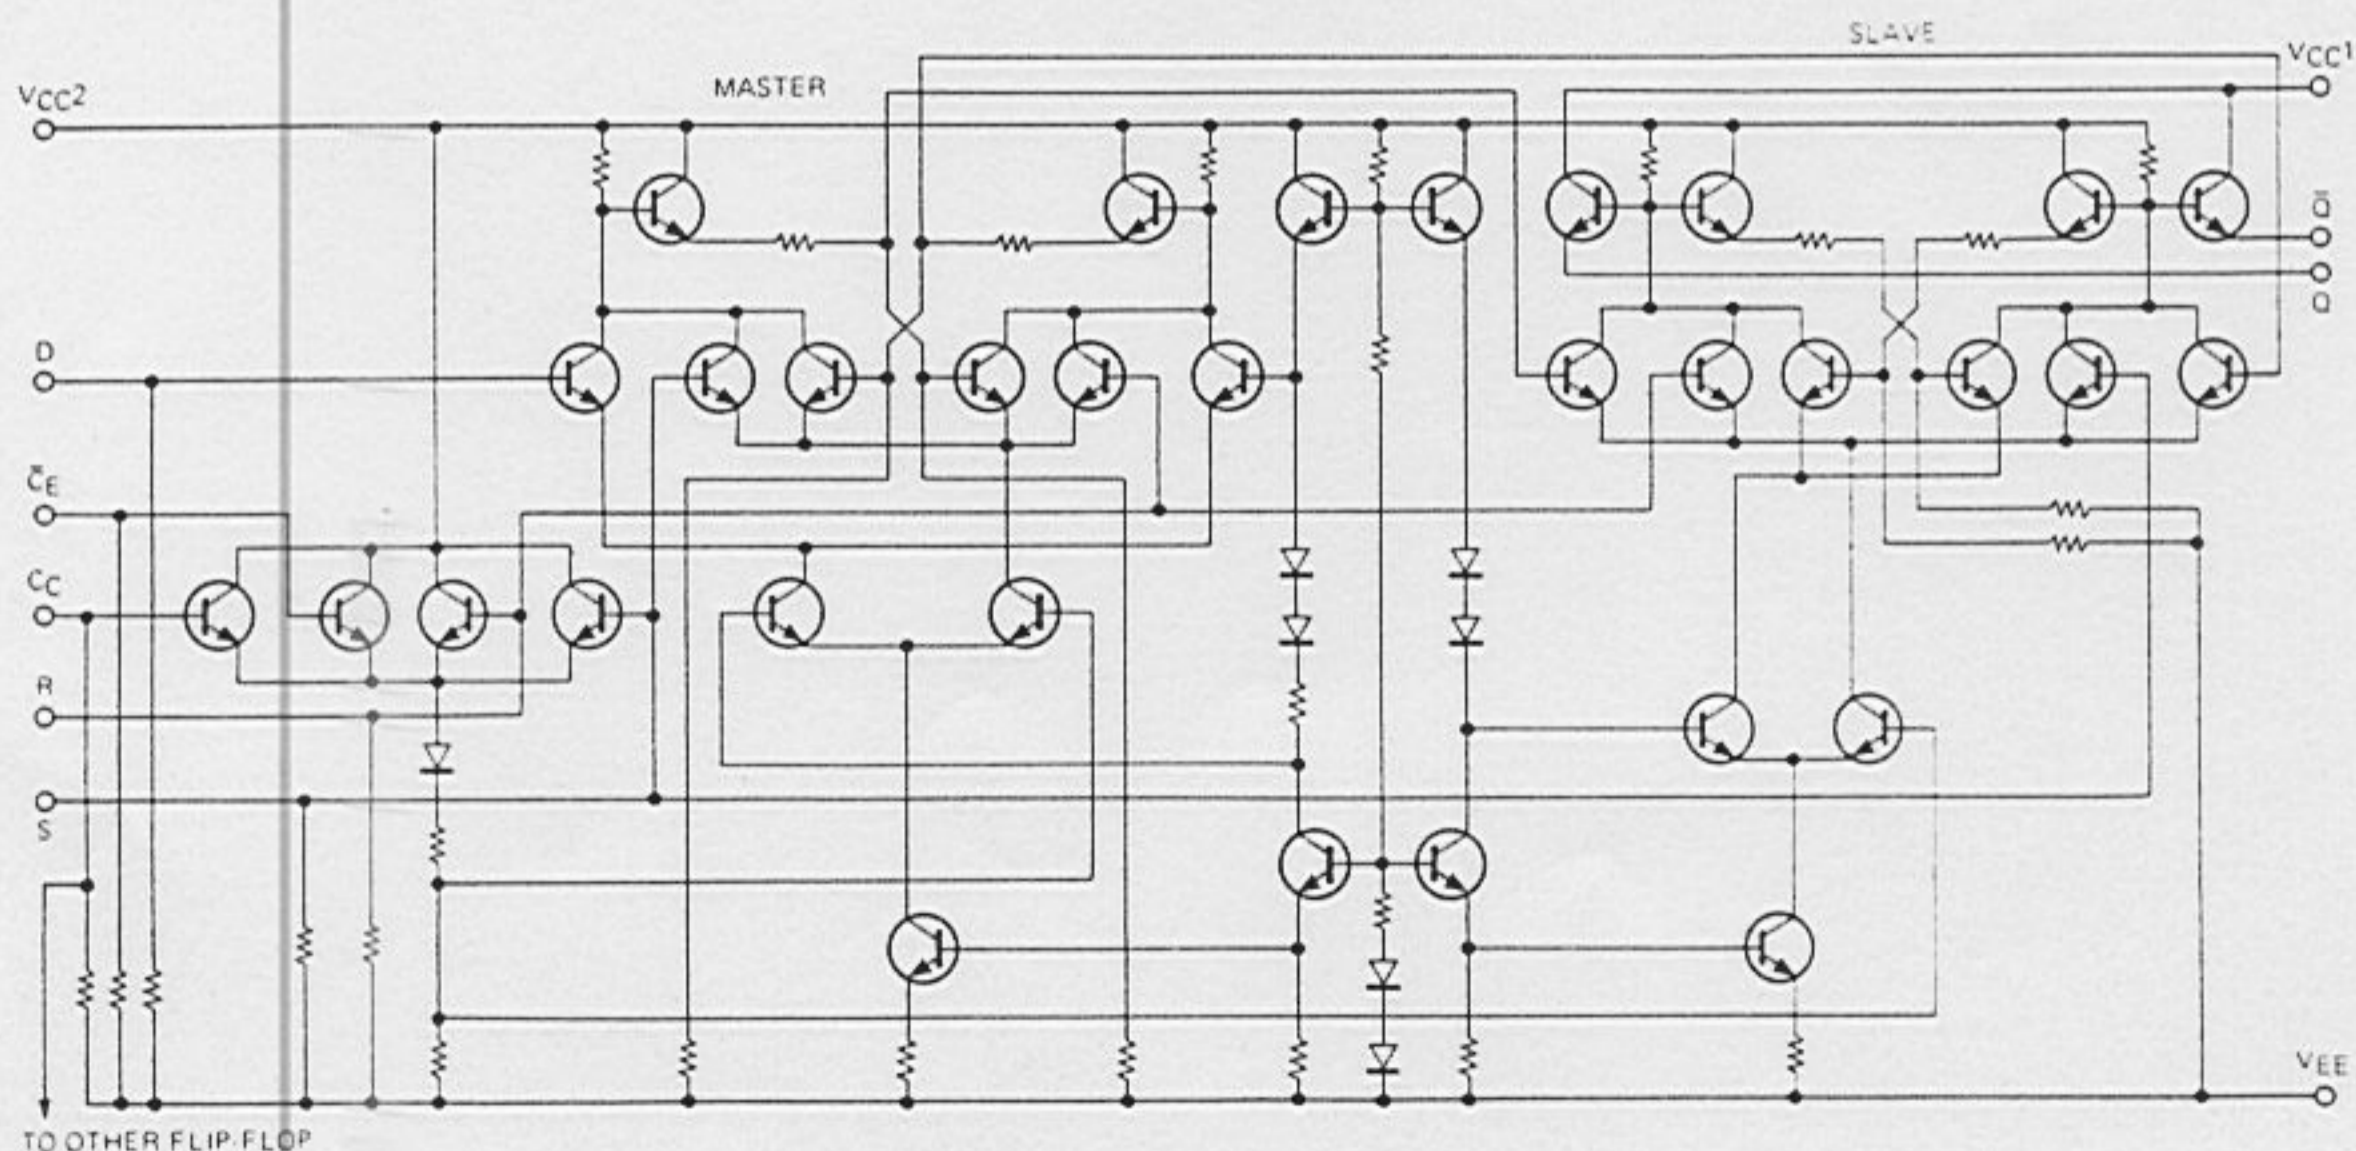 SLAVE
VCC1
MASTER
VCC2
Q̄
Q
D
C̄E
CC
R
S
VEE
TO OTHER FLIP-FLOP